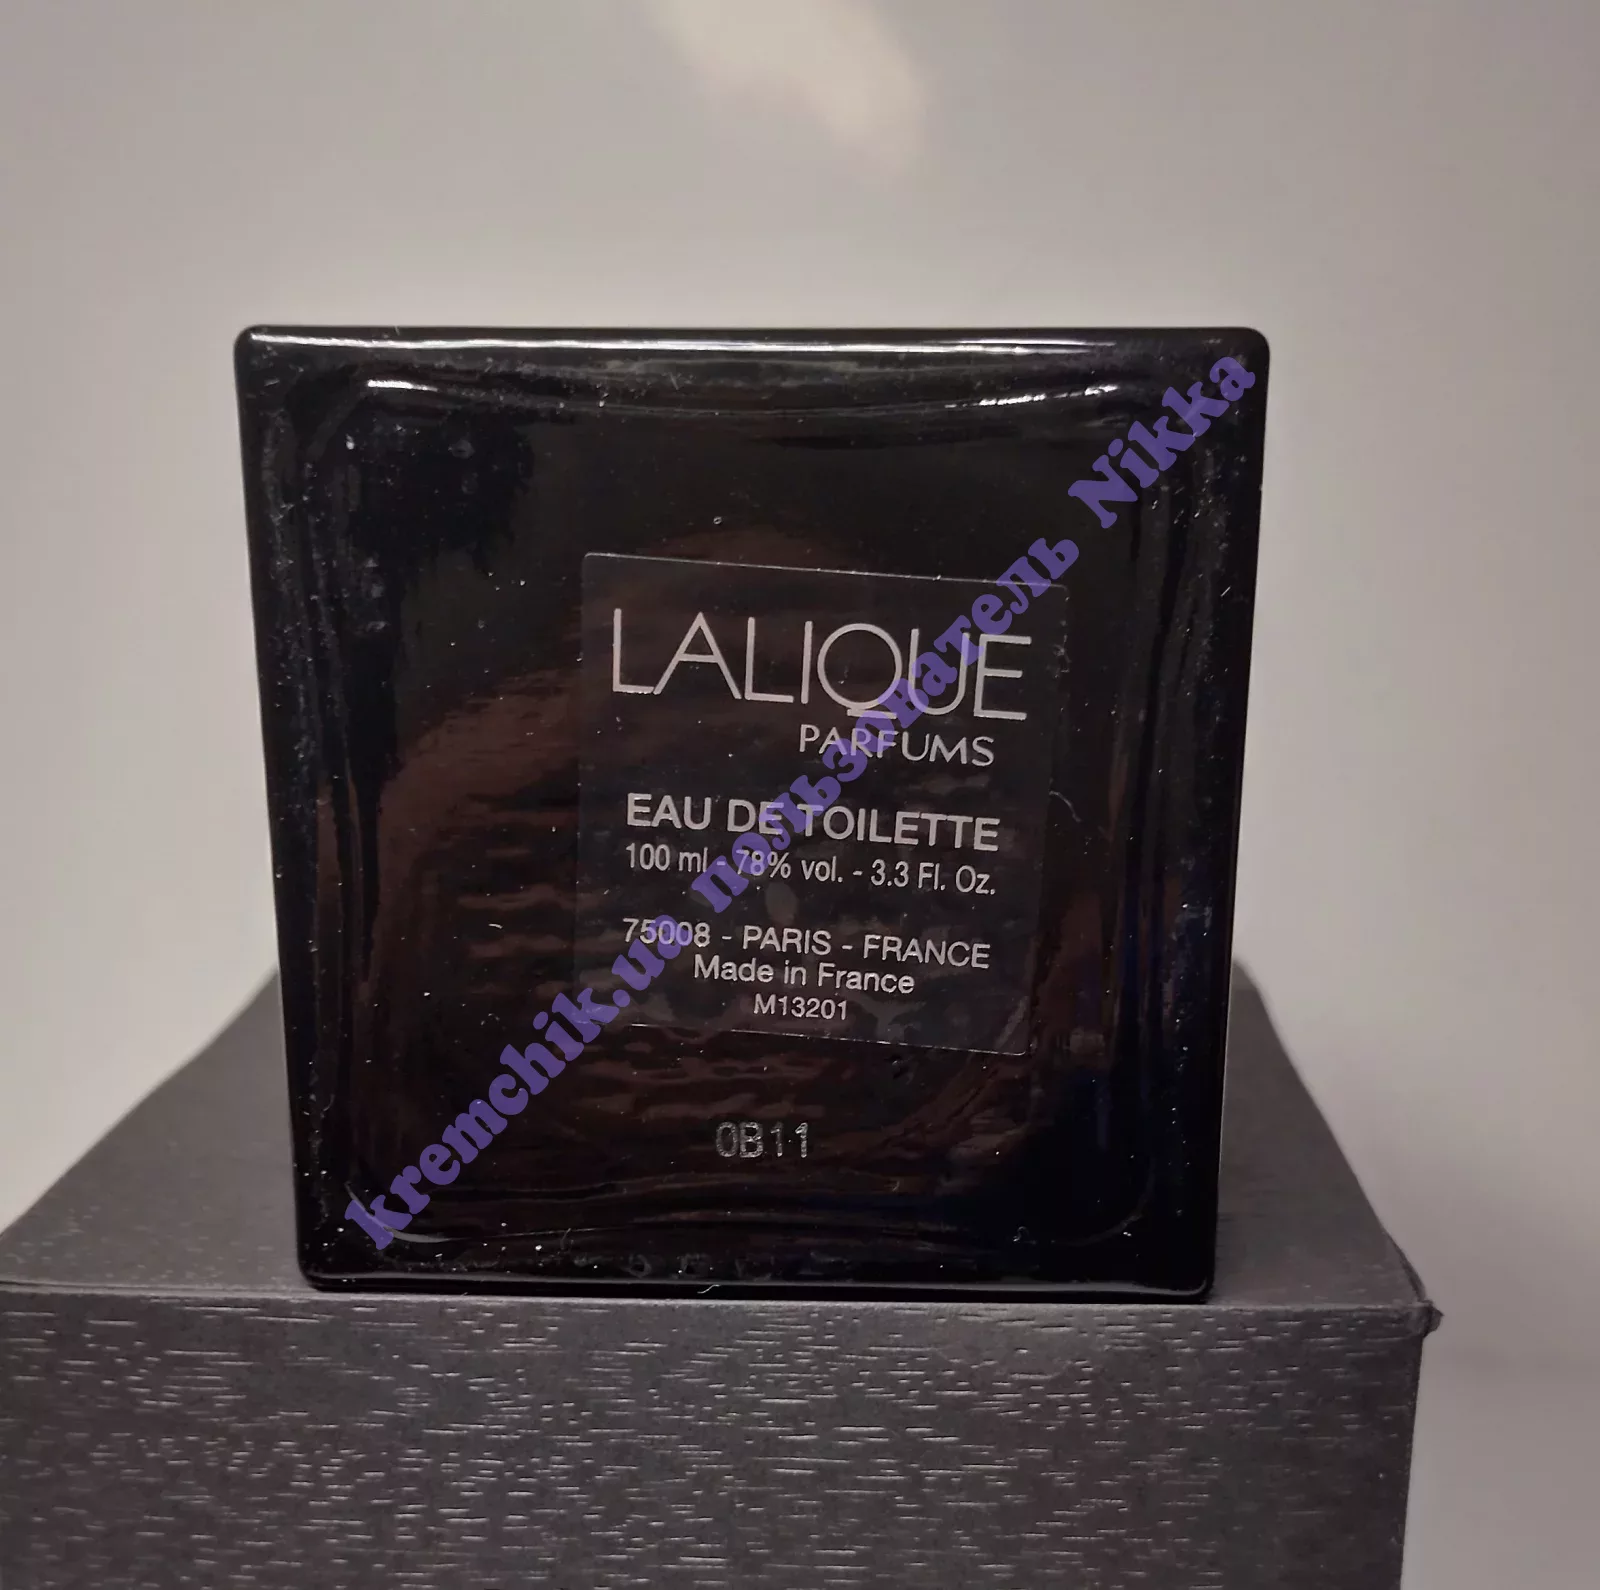 LALIQUE
PARFUMS
EAU DE TOILETTE
100 ml - 78% vol. - 3.3 Fl. Oz.
75008 - PARIS - FRANCE
Made in France
M13201
0B11
kremchik.ua пользователь Nikka